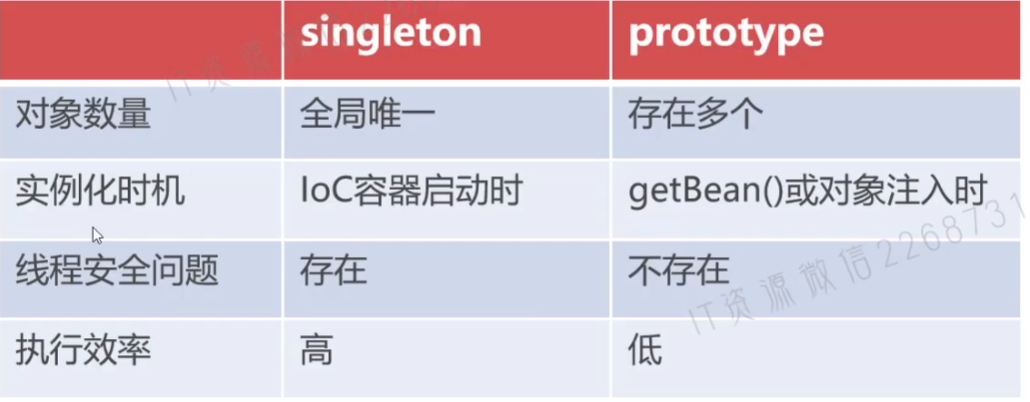 singleton prototype
对象数量 全局唯一 存在多个
实例化时机 IoC容器启动时 getBean()或对象注入时
线程安全问题 存在 不存在
执行效率 高 低
IT资源微信2268731